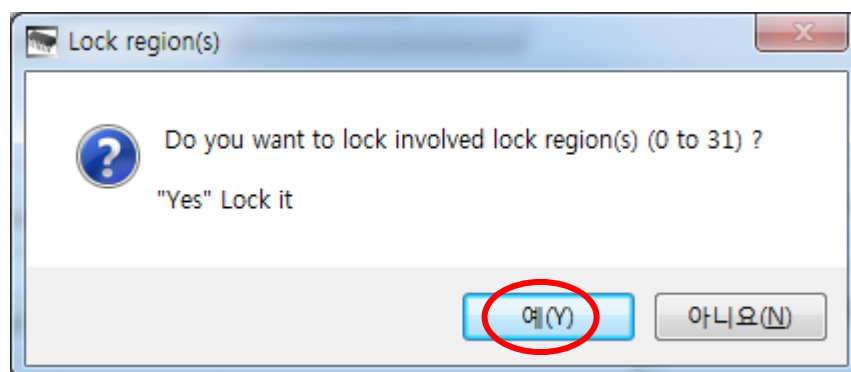 Lock region(s)
Do you want to lock involved lock region(s) (0 to 31) ?
"Yes" Lock it
예(Y) 아니요(N)